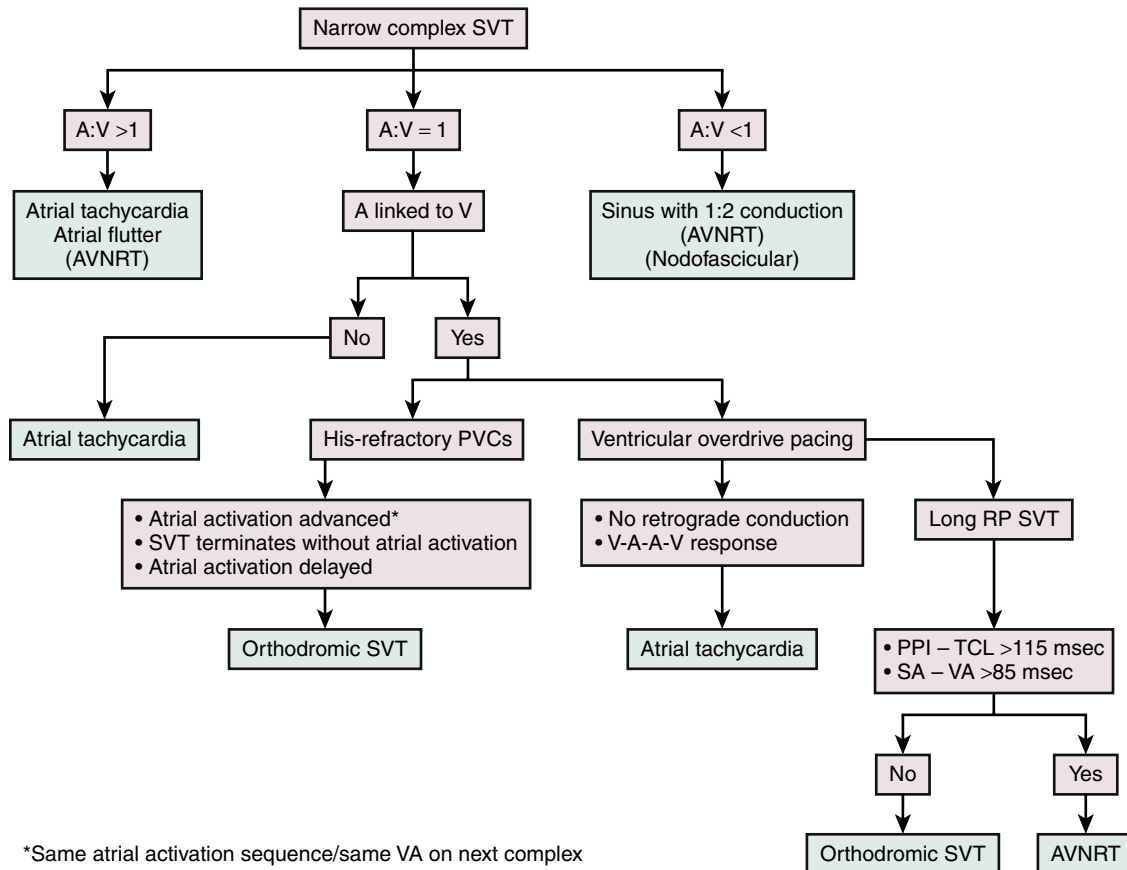 Narrow complex SVT
A:V >1
A:V = 1
A:V <1
Atrial tachycardia
Atrial flutter
(AVNRT)
A linked to V
Sinus with 1:2 conduction
(AVNRT)
(Nodofascicular)
No
Yes
Atrial tachycardia
His-refractory PVCs
Ventricular overdrive pacing
• Atrial activation advanced*
• SVT terminates without atrial activation
• Atrial activation delayed
• No retrograde conduction
• V-A-A-V response
Long RP SVT
Orthodromic SVT
Atrial tachycardia
• PPI – TCL >115 msec
• SA – VA >85 msec
No
Yes
Orthodromic SVT
AVNRT
*Same atrial activation sequence/same VA on next complex